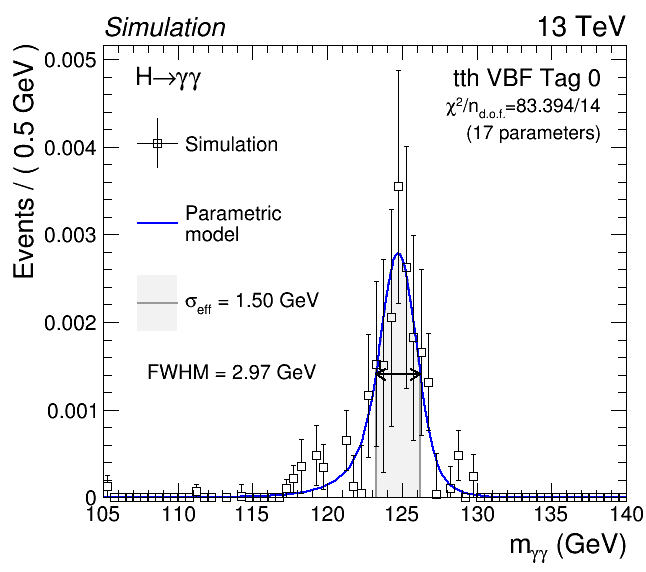 Simulation 13 TeV
H→γγ
tth VBF Tag 0
χ²/n_d.o.f.=83.394/14
(17 parameters)
Simulation
Parametric
model
σ_eff = 1.50 GeV
FWHM = 2.97 GeV
Events / ( 0.5 GeV )
0.005
0.004
0.003
0.002
0.001
0
105 110 115 120 125 130 135 140
m_γγ (GeV)